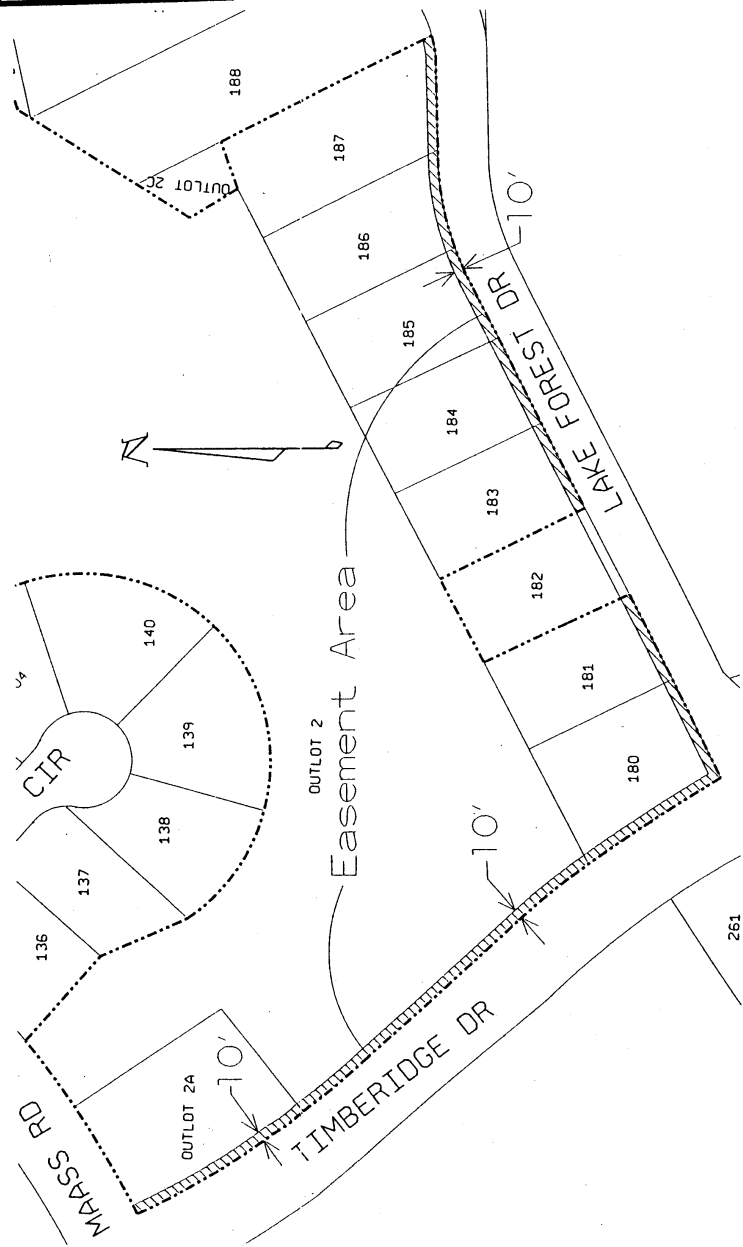 188
OUTLOT 2C
187
186
10'
185
184
LAKE FOREST DR
N
183
140
182
CIR
139
OUTLOT 2
Easement Area
181
138
180
137
10'
136
261
OUTLOT 2A
10'
TIMBERIDGE DR
MAASS RD